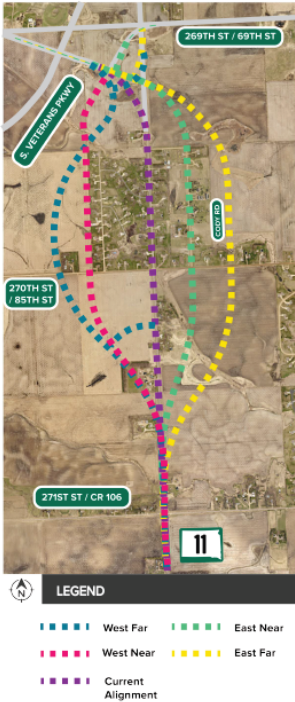 269TH ST / 69TH ST
S. VETERANS PKWY
CODY RD
270TH ST
/ 85TH ST
271ST ST / CR 106
11
N
LEGEND
West Far
East Near
West Near
East Far
Current
Alignment